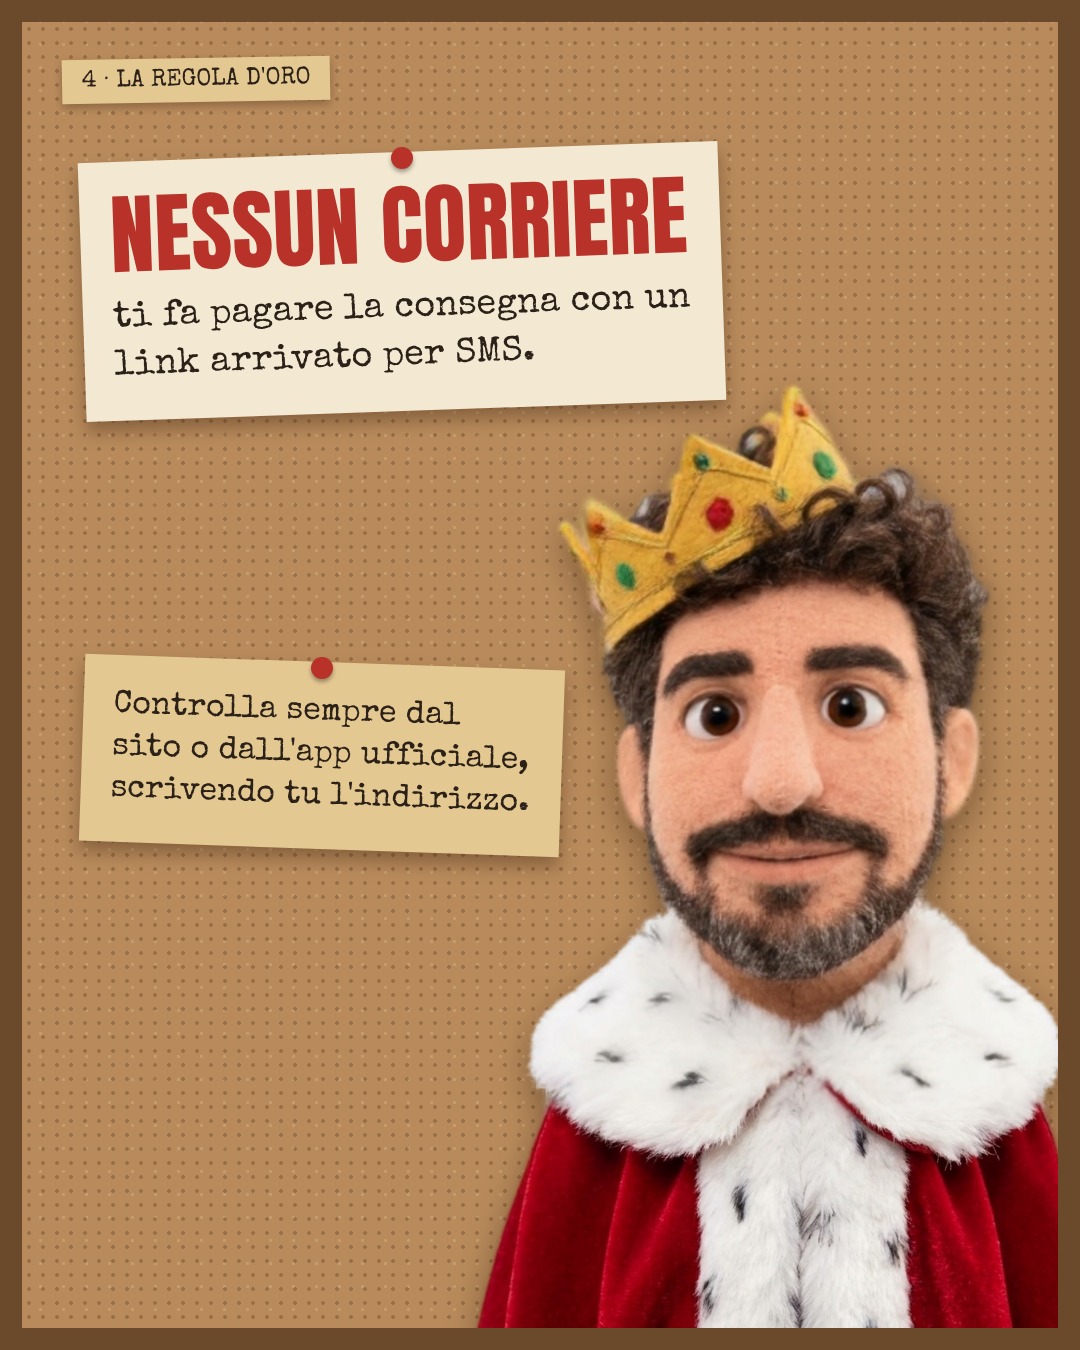 4 · LA REGOLA D'ORO
NESSUN CORRIERE
ti fa pagare la consegna con un
link arrivato per SMS.
Controlla sempre dal
sito o dall'app ufficiale,
scrivendo tu l'indirizzo.